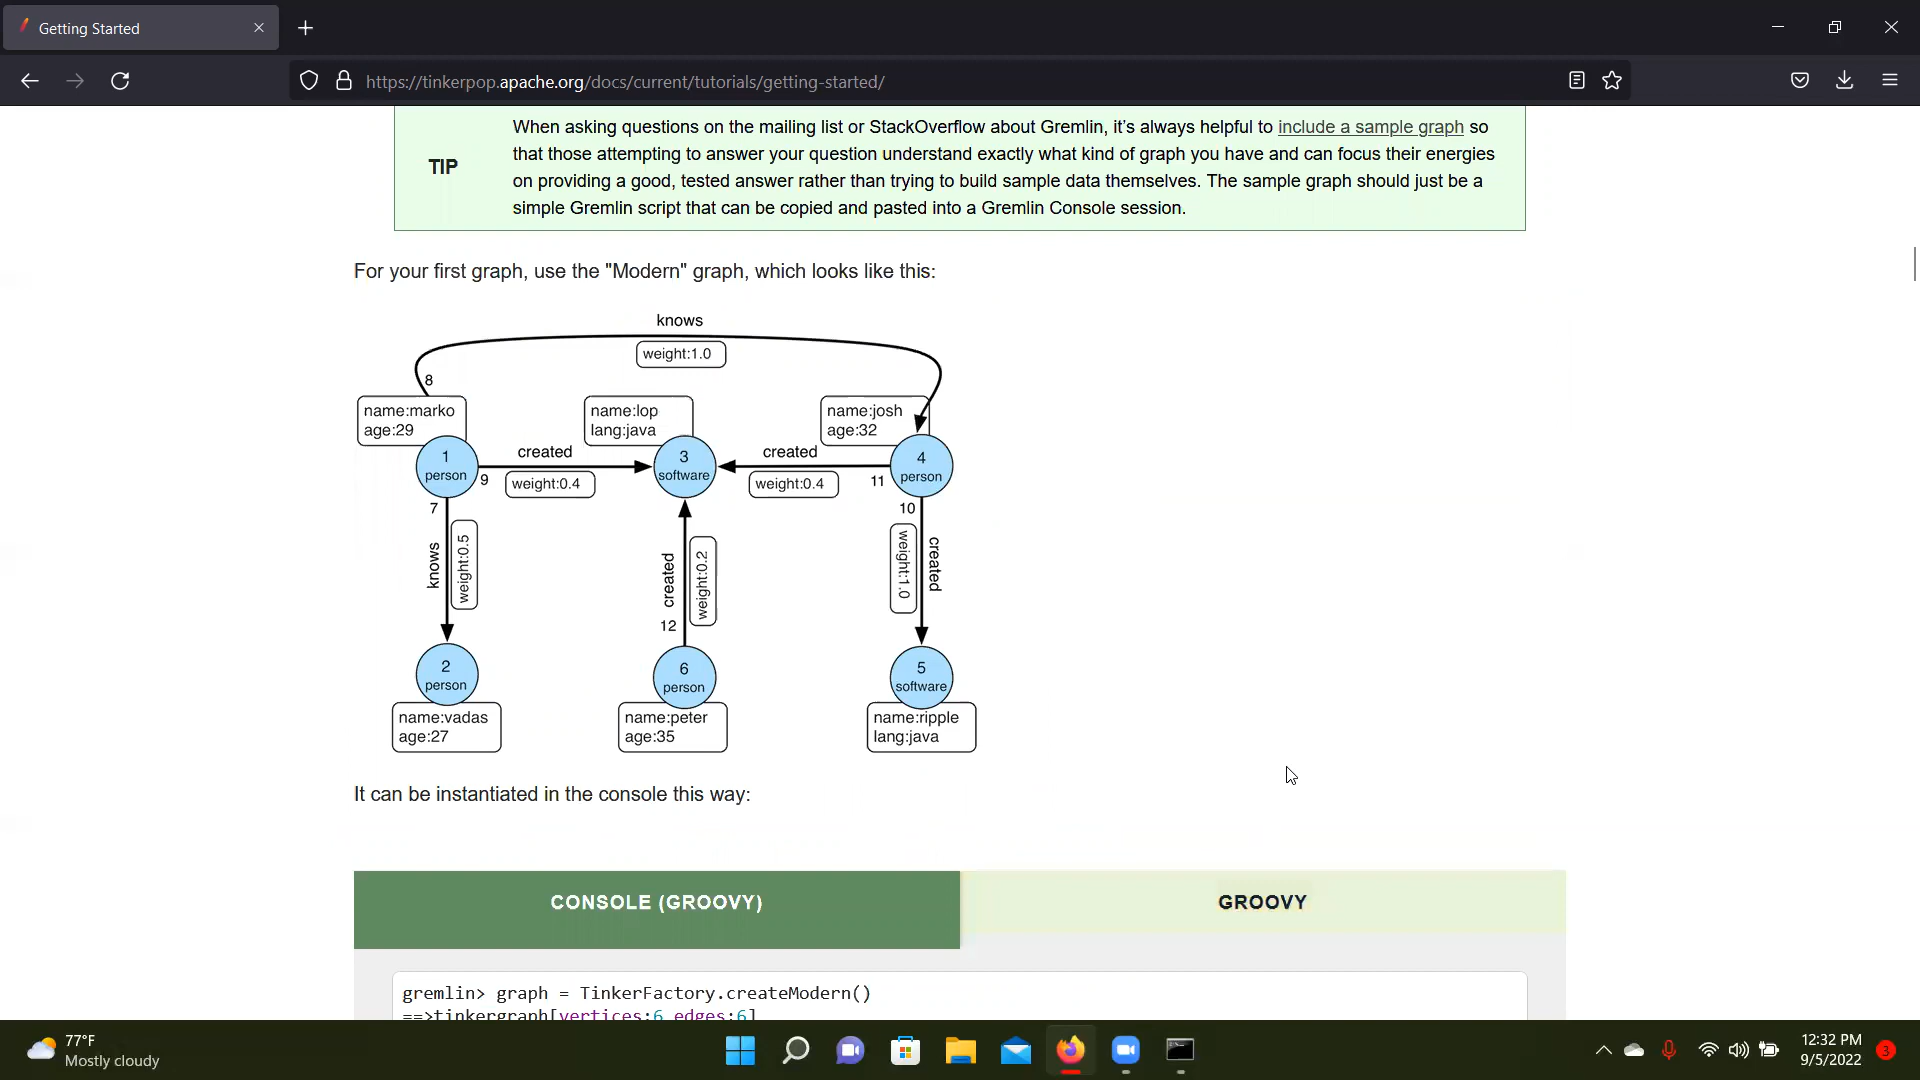 Getting Started
https://tinkerpop.apache.org/docs/current/tutorials/getting-started/
TIP
When asking questions on the mailing list or StackOverflow about Gremlin, it's always helpful to include a sample graph so
that those attempting to answer your question understand exactly what kind of graph you have and can focus their energies
on providing a good, tested answer rather than trying to build sample data themselves. The sample graph should just be a
simple Gremlin script that can be copied and pasted into a Gremlin Console session.
For your first graph, use the "Modern" graph, which looks like this:
knows
weight:1.0
8
name:marko
age:29
name:lop
lang:java
name:josh
age:32
1
person
created
9
weight:0.4
3
software
created
weight:0.4
11
4
person
7
knows
weight:0.5
created
weight:0.2
12
10
weight:1.0
created
2
person
6
person
5
software
name:vadas
age:27
name:peter
age:35
name:ripple
lang:java
It can be instantiated in the console this way:
CONSOLE (GROOVY)
GROOVY
gremlin> graph = TinkerFactory.createModern()
==>tinkergraph[vertices:6 edges:6]
77°F
Mostly cloudy
12:32 PM
9/5/2022
3